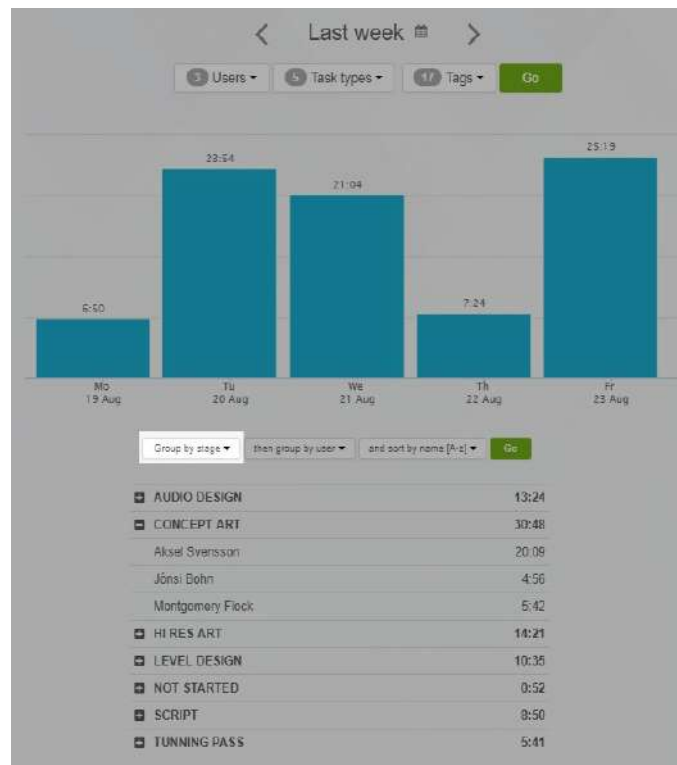 Last week
3 Users
5 Task types
17 Tags
Go
23:54
25:19
21:04
7:24
Mo
19 Aug
Tu
20 Aug
We
21 Aug
Th
22 Aug
Fr
23 Aug
Group by stage
then group by user
and sort by name [A-z]
Go
AUDIO DESIGN 13:24
CONCEPT ART 30:48
Aksel Svensson 20:09
Jónsi Bohn 4:56
Montgomery Flock 5:42
HI RES ART 14:21
LEVEL DESIGN 10:35
NOT STARTED 0:52
SCRIPT 8:50
TUNNING PASS 5:41